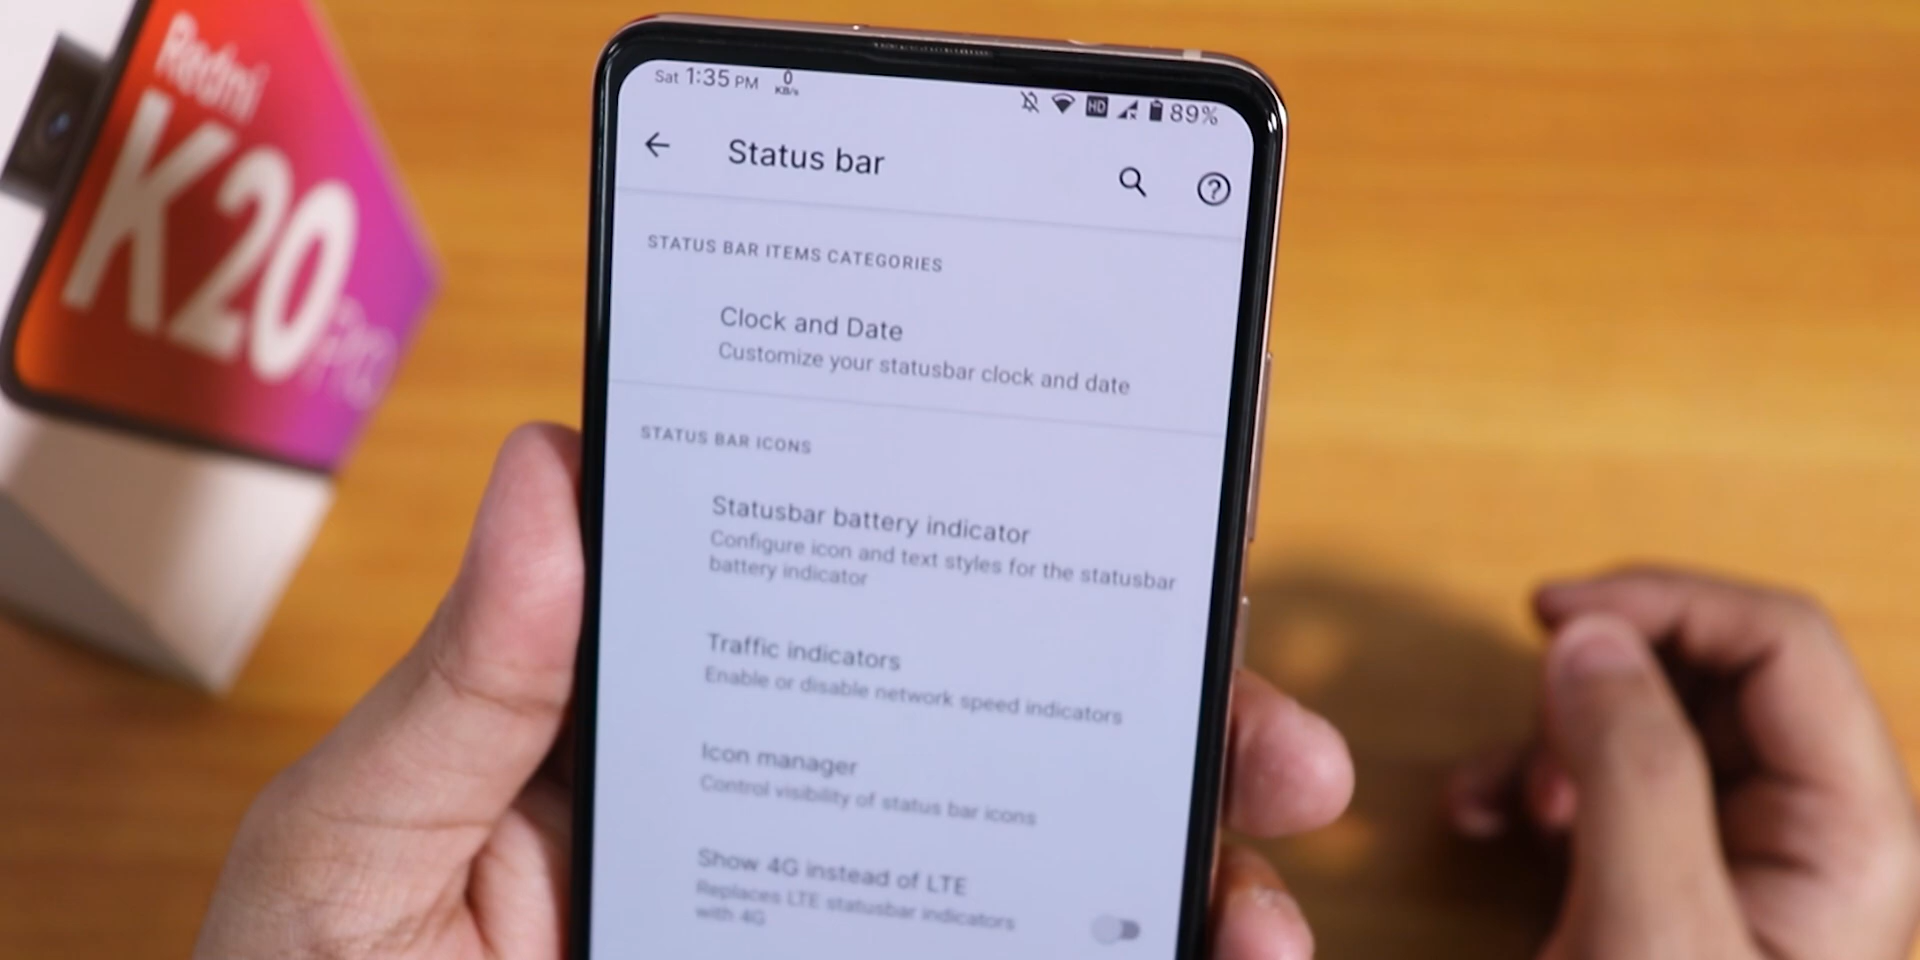 Redmi
K20
Pro
Sat 1:35 PM
0
KB/s
HD
89%
Status bar
STATUS BAR ITEMS CATEGORIES
Clock and Date
Customize your statusbar clock and date
STATUS BAR ICONS
Statusbar battery indicator
Configure icon and text styles for the statusbar
battery indicator
Traffic indicators
Enable or disable network speed indicators
Icon manager
Control visibility of status bar icons
Show 4G instead of LTE
Replaces LTE statusbar indicators
with 4G